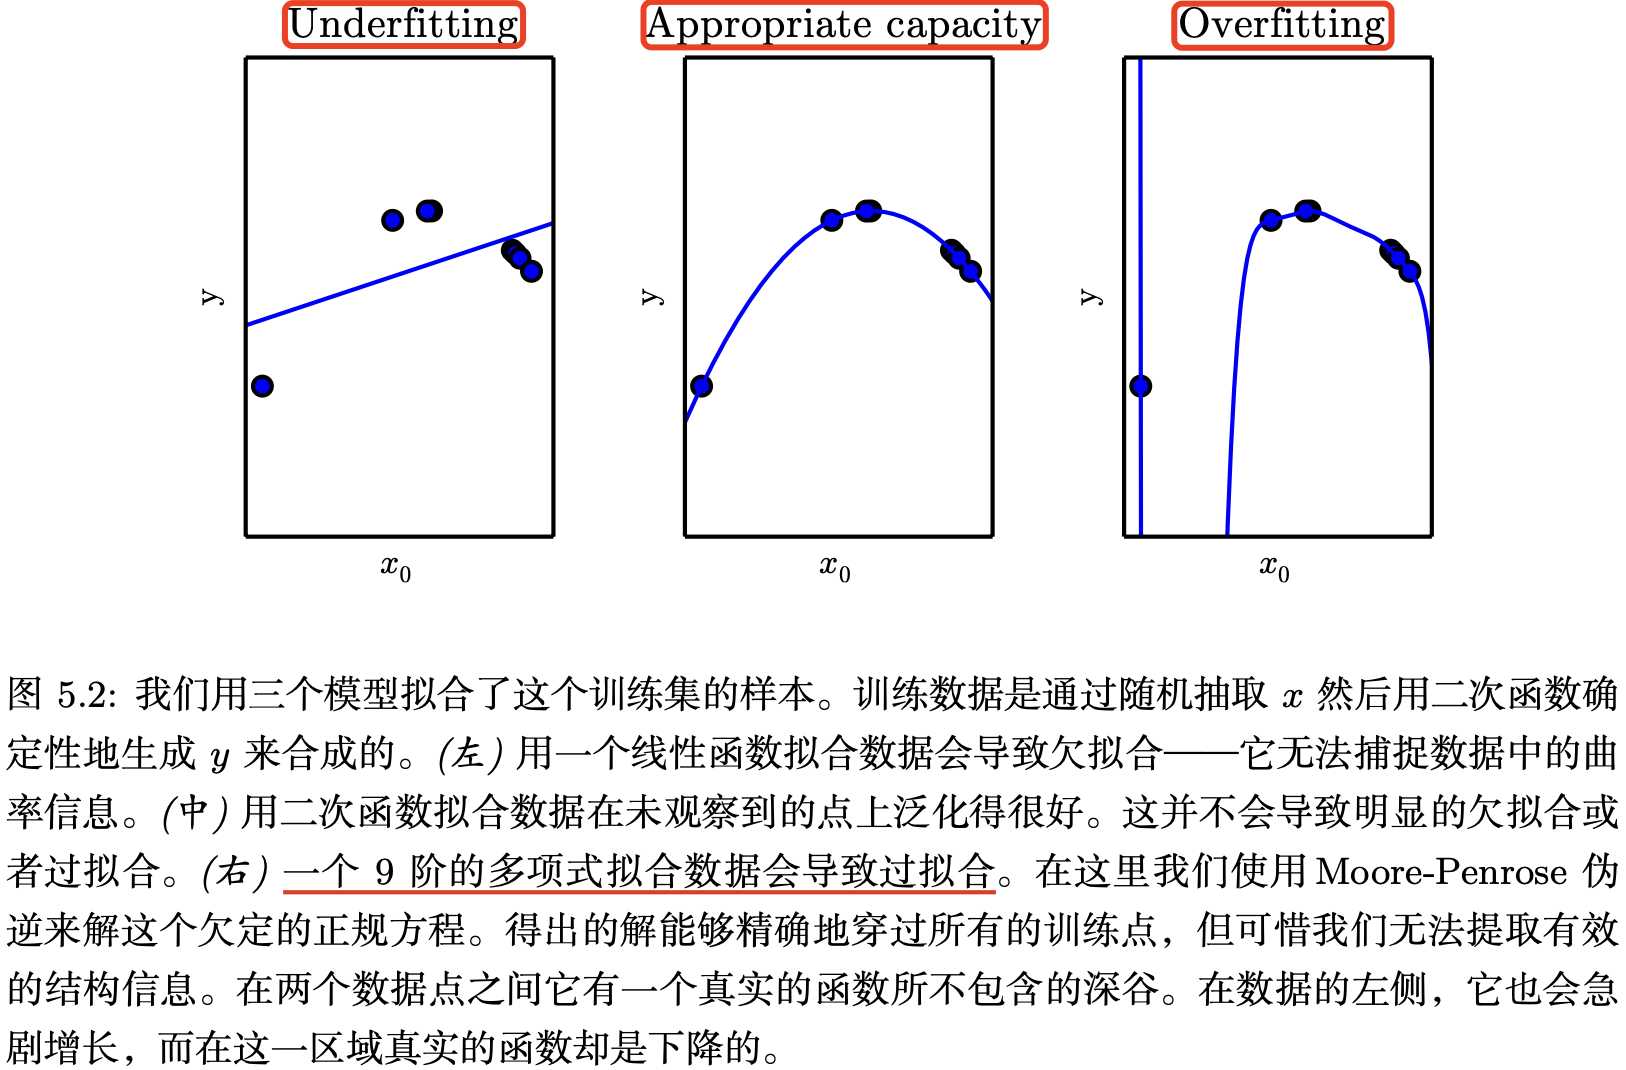 Underfitting
Appropriate capacity
Overfitting
y
y
y
x₀
x₀
x₀
图 5.2: 我们用三个模型拟合了这个训练集的样本。训练数据是通过随机抽取 x 然后用二次函数确
定性地生成 y 来合成的。(左) 用一个线性函数拟合数据会导致欠拟合——它无法捕捉数据中的曲
率信息。(中) 用二次函数拟合数据在未观察到的点上泛化得很好。这并不会导致明显的欠拟合或
者过拟合。(右) 一个 9 阶的多项式拟合数据会导致过拟合。在这里我们使用 Moore-Penrose 伪
逆来解这个欠定的正规方程。得出的解能够精确地穿过所有的训练点，但可惜我们无法提取有效
的结构信息。在两个数据点之间它有一个真实的函数所不包含的深谷。在数据的左侧，它也会急
剧增长，而在这一区域真实的函数却是下降的。